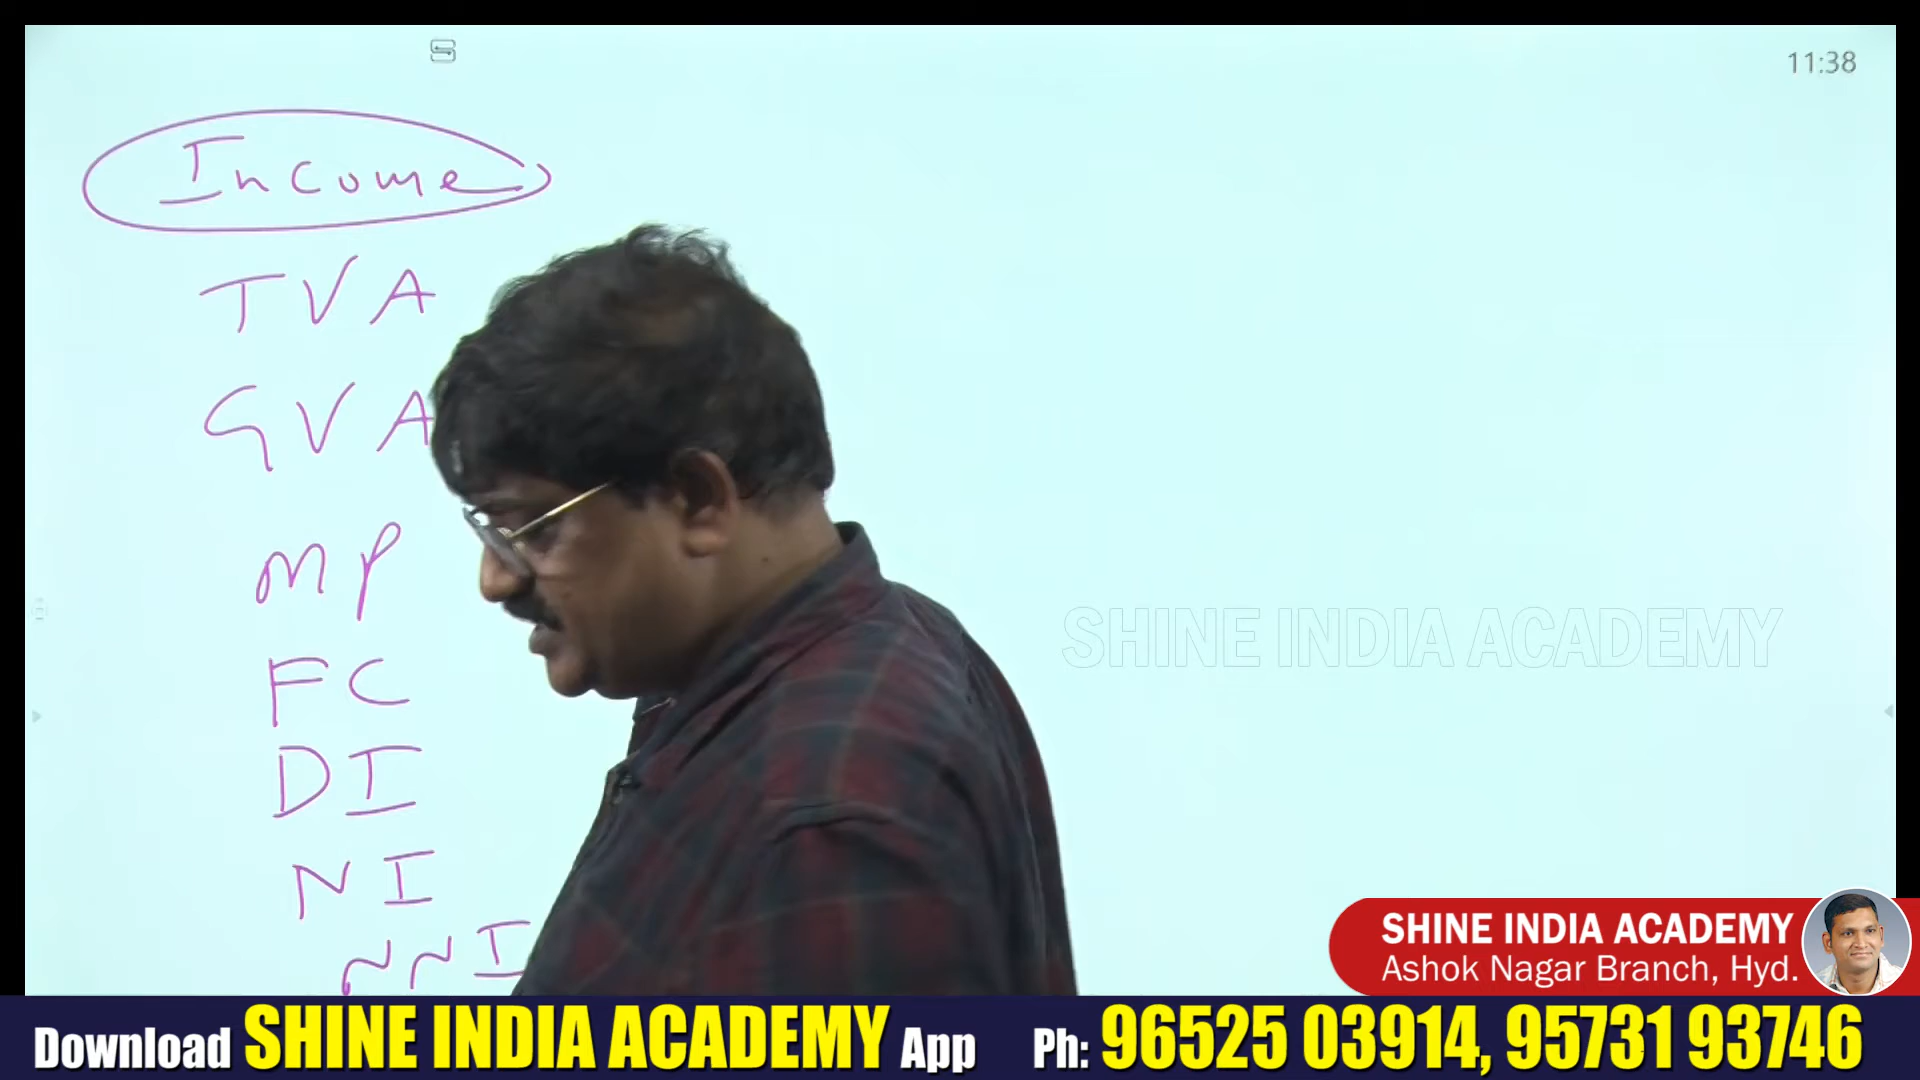 11:38
Income
TVA
GVA
MP
FC
DI
NI
NNI
SHINE INDIA ACADEMY
SHINE INDIA ACADEMY
Ashok Nagar Branch, Hyd.
Download SHINE INDIA ACADEMY App Ph: 96525 03914, 95731 93746